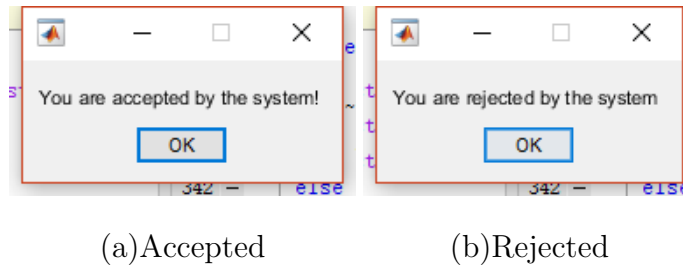 You are accepted by the system!
OK
342 — else
You are rejected by the system
OK
342 — else
(a)Accepted
(b)Rejected